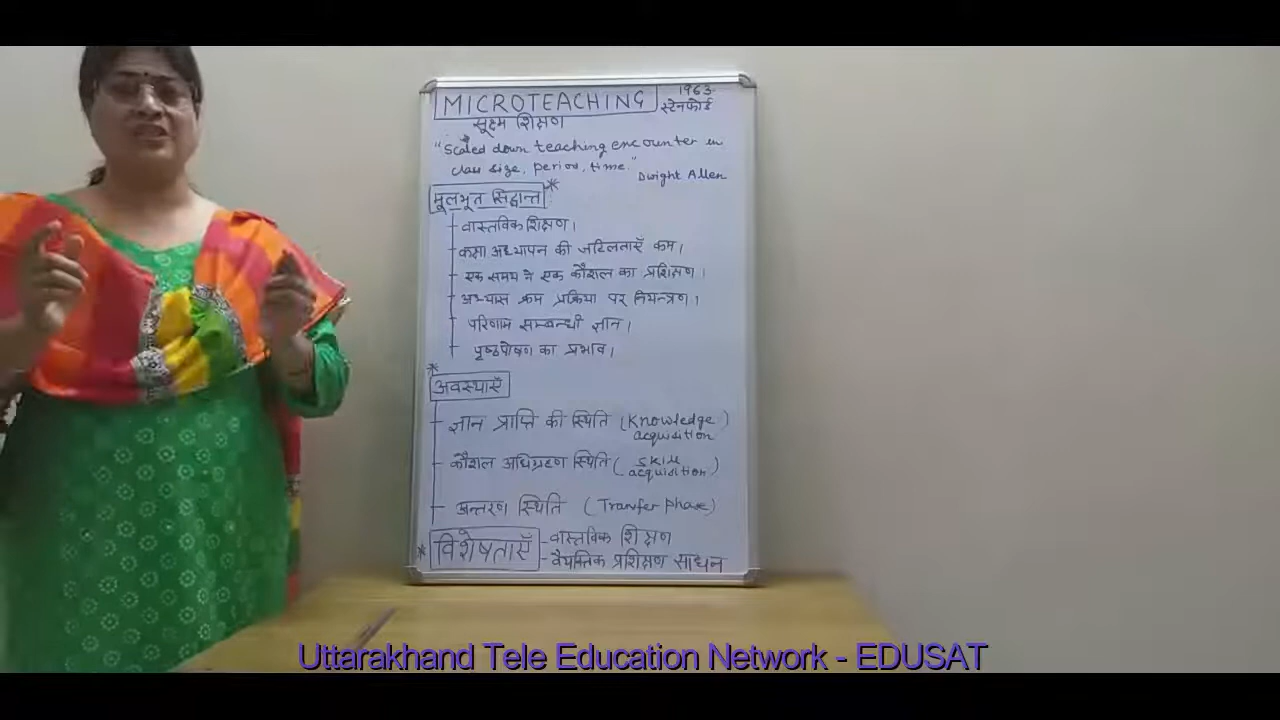 MICROTEACHING
1963
स्टेनफोर्ड
सूक्ष्म शिक्षण
"Scaled down teaching encounter in
class size, period, time."
Dwight Allen
मूलभूत सिद्धान्त
वास्तविक शिक्षण।
कक्षा अध्यापन की जटिलताएँ कम।
एक समय में एक कौशल का प्रशिक्षण।
अभ्यास क्रम प्रक्रिया पर नियन्त्रण।
परिणाम सम्बन्धी ज्ञान।
पृष्ठपोषण का प्रभाव।
अवस्थाएँ
ज्ञान प्राप्ति की स्थिति (Knowledge acquisition)
कौशल अधिग्रहण स्थिति (skill acquisition)
अन्तरण स्थिति (Transfer phase)
विशेषताएँ
- वास्तविक शिक्षण
- वैयक्तिक प्रशिक्षण साधन
Uttarakhand Tele Education Network - EDUSAT